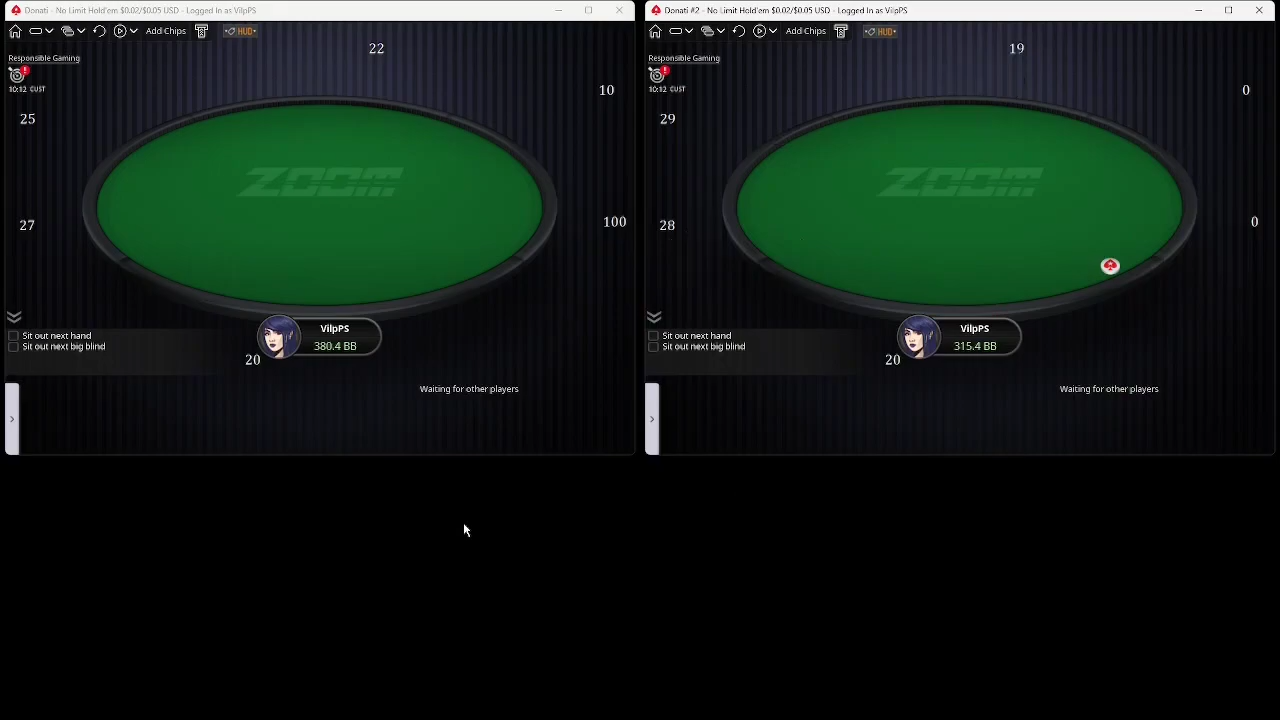 Donati - No Limit Hold'em $0.02/$0.05 USD - Logged In as VilpPS
Add Chips
HUD
22
Responsible Gaming
10
10:12 CUST
25
ZOOM
27
100
Sit out next hand
Sit out next big blind
VilpPS
380.4 BB
20
Waiting for other players
Donati #2 - No Limit Hold'em $0.02/$0.05 USD - Logged In as VilpPS
Add Chips
HUD
19
Responsible Gaming
0
10:12 CUST
29
ZOOM
28
0
Sit out next hand
Sit out next big blind
VilpPS
315.4 BB
20
Waiting for other players